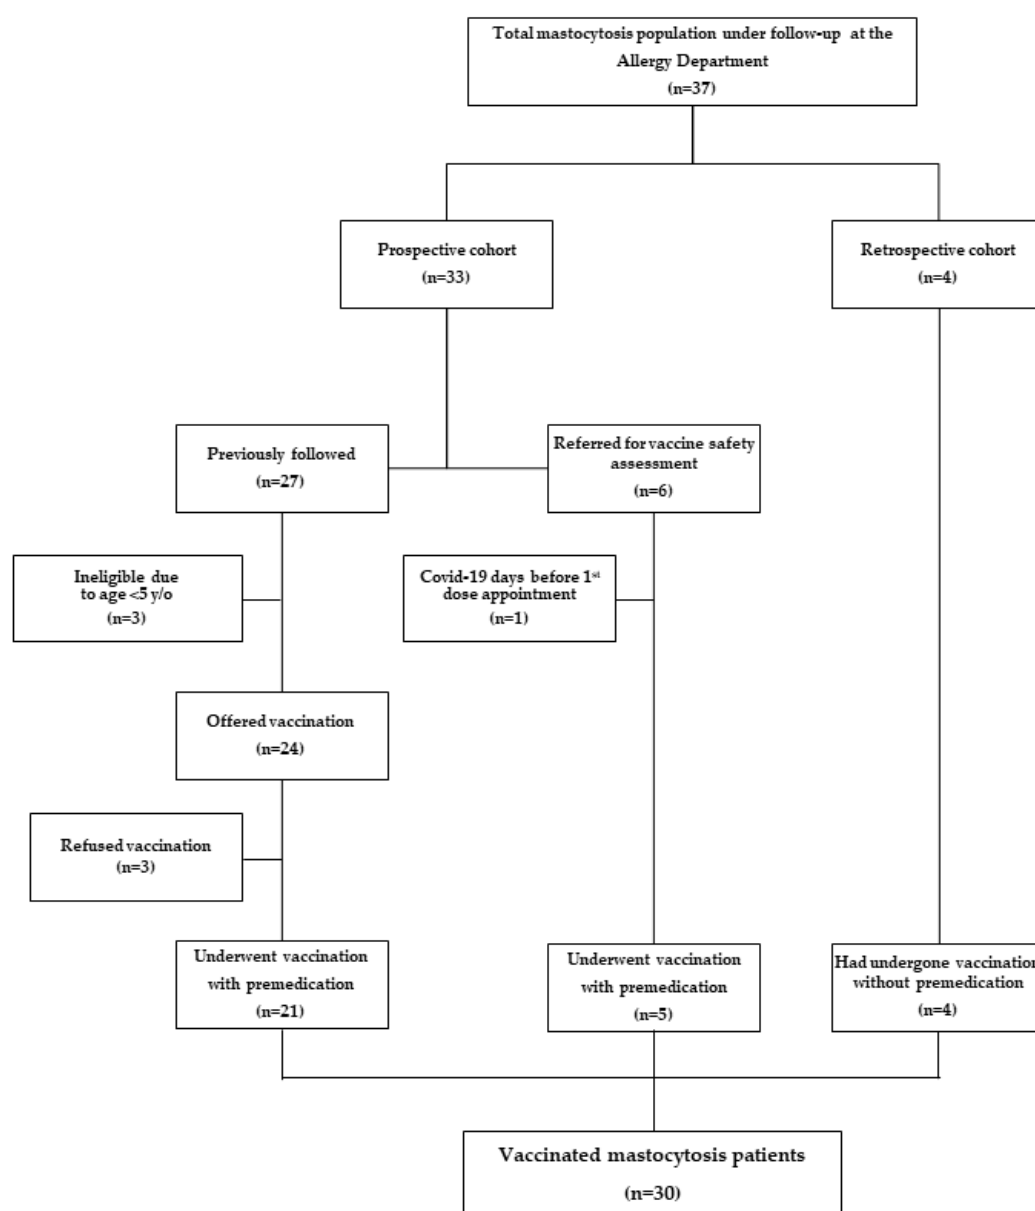 Total mastocytosis population under follow-up at the
Allergy Department
(n=37)
Prospective cohort
(n=33)
Retrospective cohort
(n=4)
Previously followed
(n=27)
Referred for vaccine safety
assessment
(n=6)
Ineligible due
to age <5 y/o
(n=3)
Covid-19 days before 1st
dose appointment
(n=1)
Offered vaccination
(n=24)
Refused vaccination
(n=3)
Underwent vaccination
with premedication
(n=21)
Underwent vaccination
with premedication
(n=5)
Had undergone vaccination
without premedication
(n=4)
Vaccinated mastocytosis patients
(n=30)